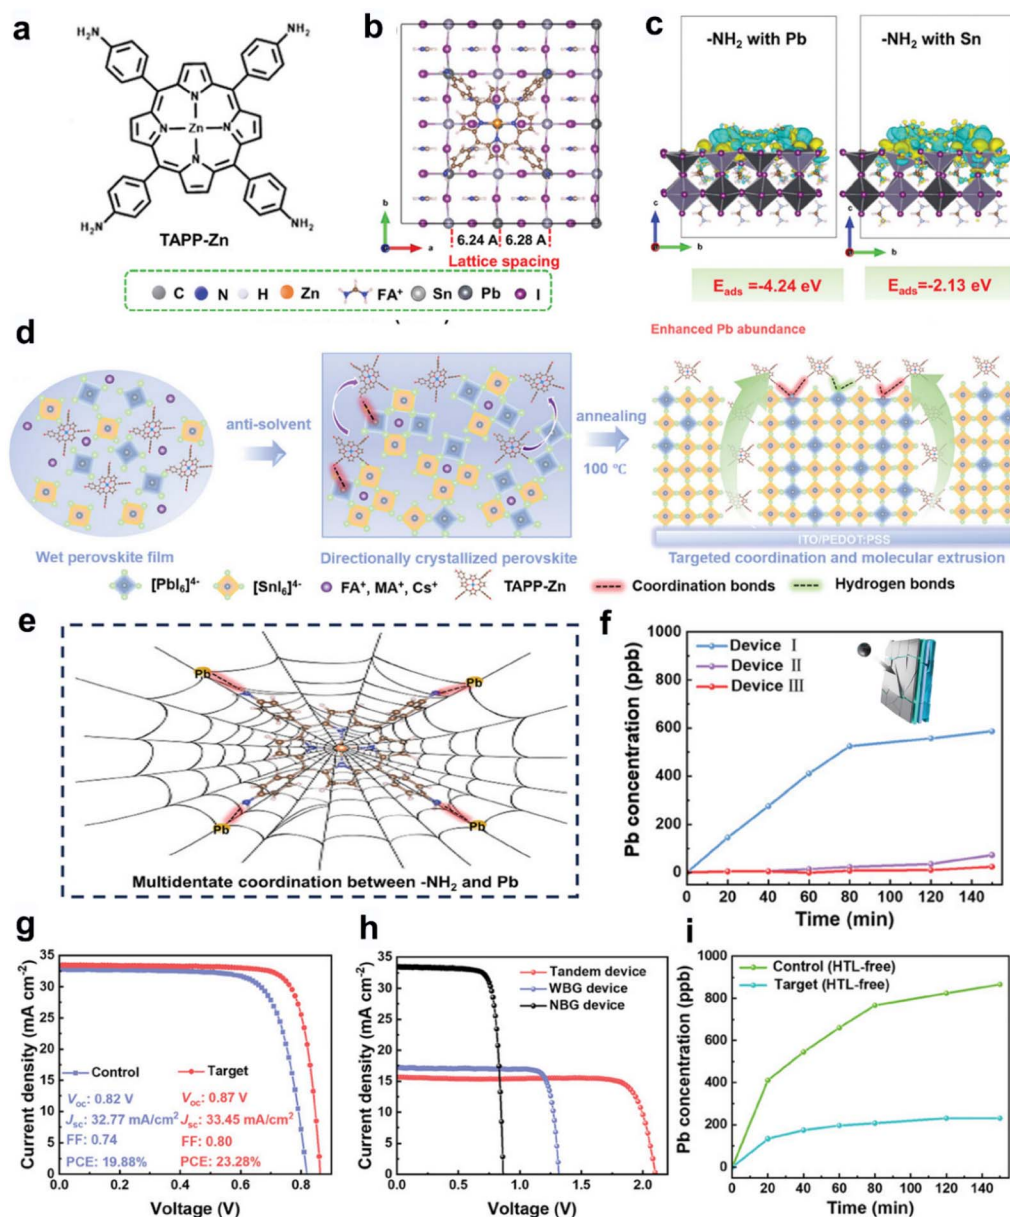 a
H₂N
NH₂
N
N
Zn
N
N
H₂N
NH₂
TAPP-Zn
b
b
a
6.24 A
6.28 A
Lattice spacing
C N H Zn FA⁺ Sn Pb I
c
-NH₂ with Pb
-NH₂ with Sn
c
b
c
b
E_ads =-4.24 eV
E_ads=-2.13 eV
d
Enhanced Pb abundance
anti-solvent
annealing
100 ℃
ITO/PEDOT:PSS
Wet perovskite film
Directionally crystallized perovskite
Targeted coordination and molecular extrusion
[PbI₆]⁴⁻ [SnI₆]⁴⁻ FA⁺, MA⁺, Cs⁺ TAPP-Zn Coordination bonds Hydrogen bonds
e
Pb
Pb
Pb
Pb
Multidentate coordination between -NH₂ and Pb
f
Pb concentration (ppb)
1000
800
600
400
200
0
Device Ⅰ
Device Ⅱ
Device Ⅲ
0 20 40 60 80 100 120 140
Time (min)
g
Current density (mA cm⁻²)
35
30
25
20
15
10
5
0
Control
V_oc: 0.82 V
J_sc: 32.77 mA/cm²
FF: 0.74
PCE: 19.88%
Target
V_oc: 0.87 V
J_sc: 33.45 mA/cm²
FF: 0.80
PCE: 23.28%
0.0 0.2 0.4 0.6 0.8
Voltage (V)
h
Current density (mA cm⁻²)
35
30
25
20
15
10
5
0
Tandem device
WBG device
NBG device
0.0 0.5 1.0 1.5 2.0
Voltage (V)
i
Pb concentration (ppb)
1000
800
600
400
200
0
Control (HTL-free)
Target (HTL-free)
0 20 40 60 80 100 120 140
Time (min)